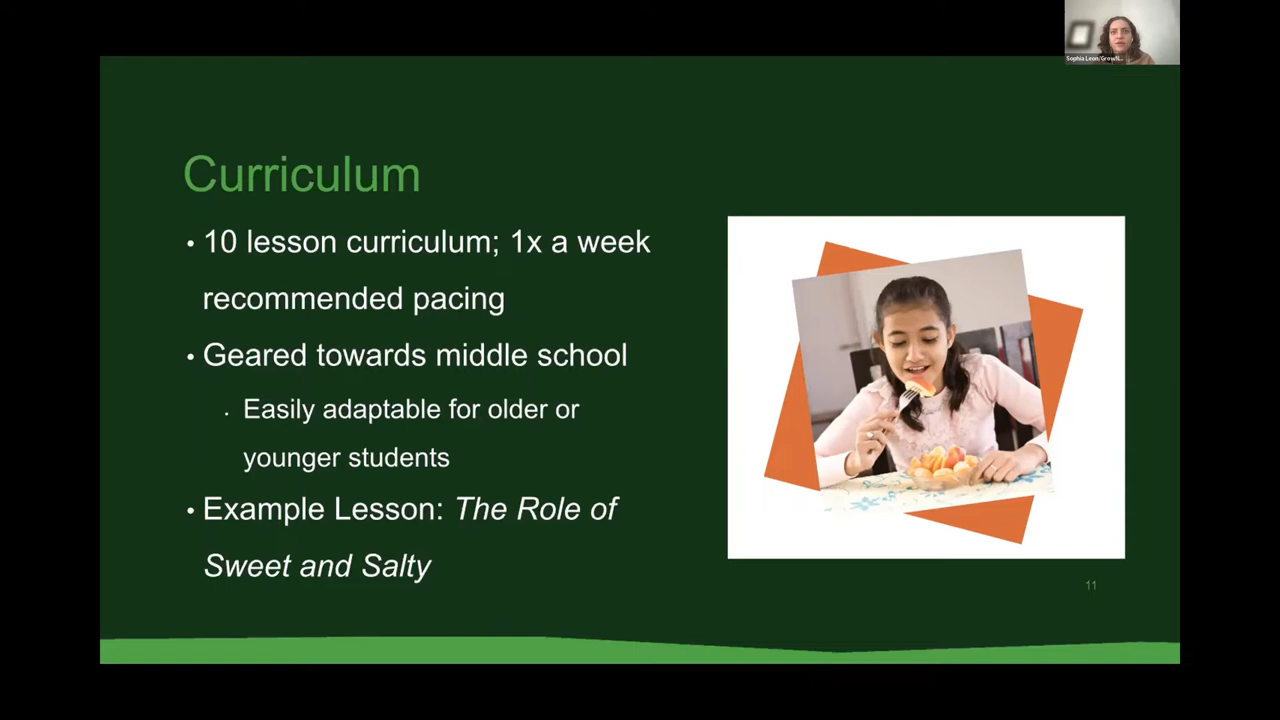 Sophia Leon/Grow!L...
Curriculum
• 10 lesson curriculum; 1x a week
recommended pacing
• Geared towards middle school
• Easily adaptable for older or
younger students
• Example Lesson: The Role of
Sweet and Salty
11